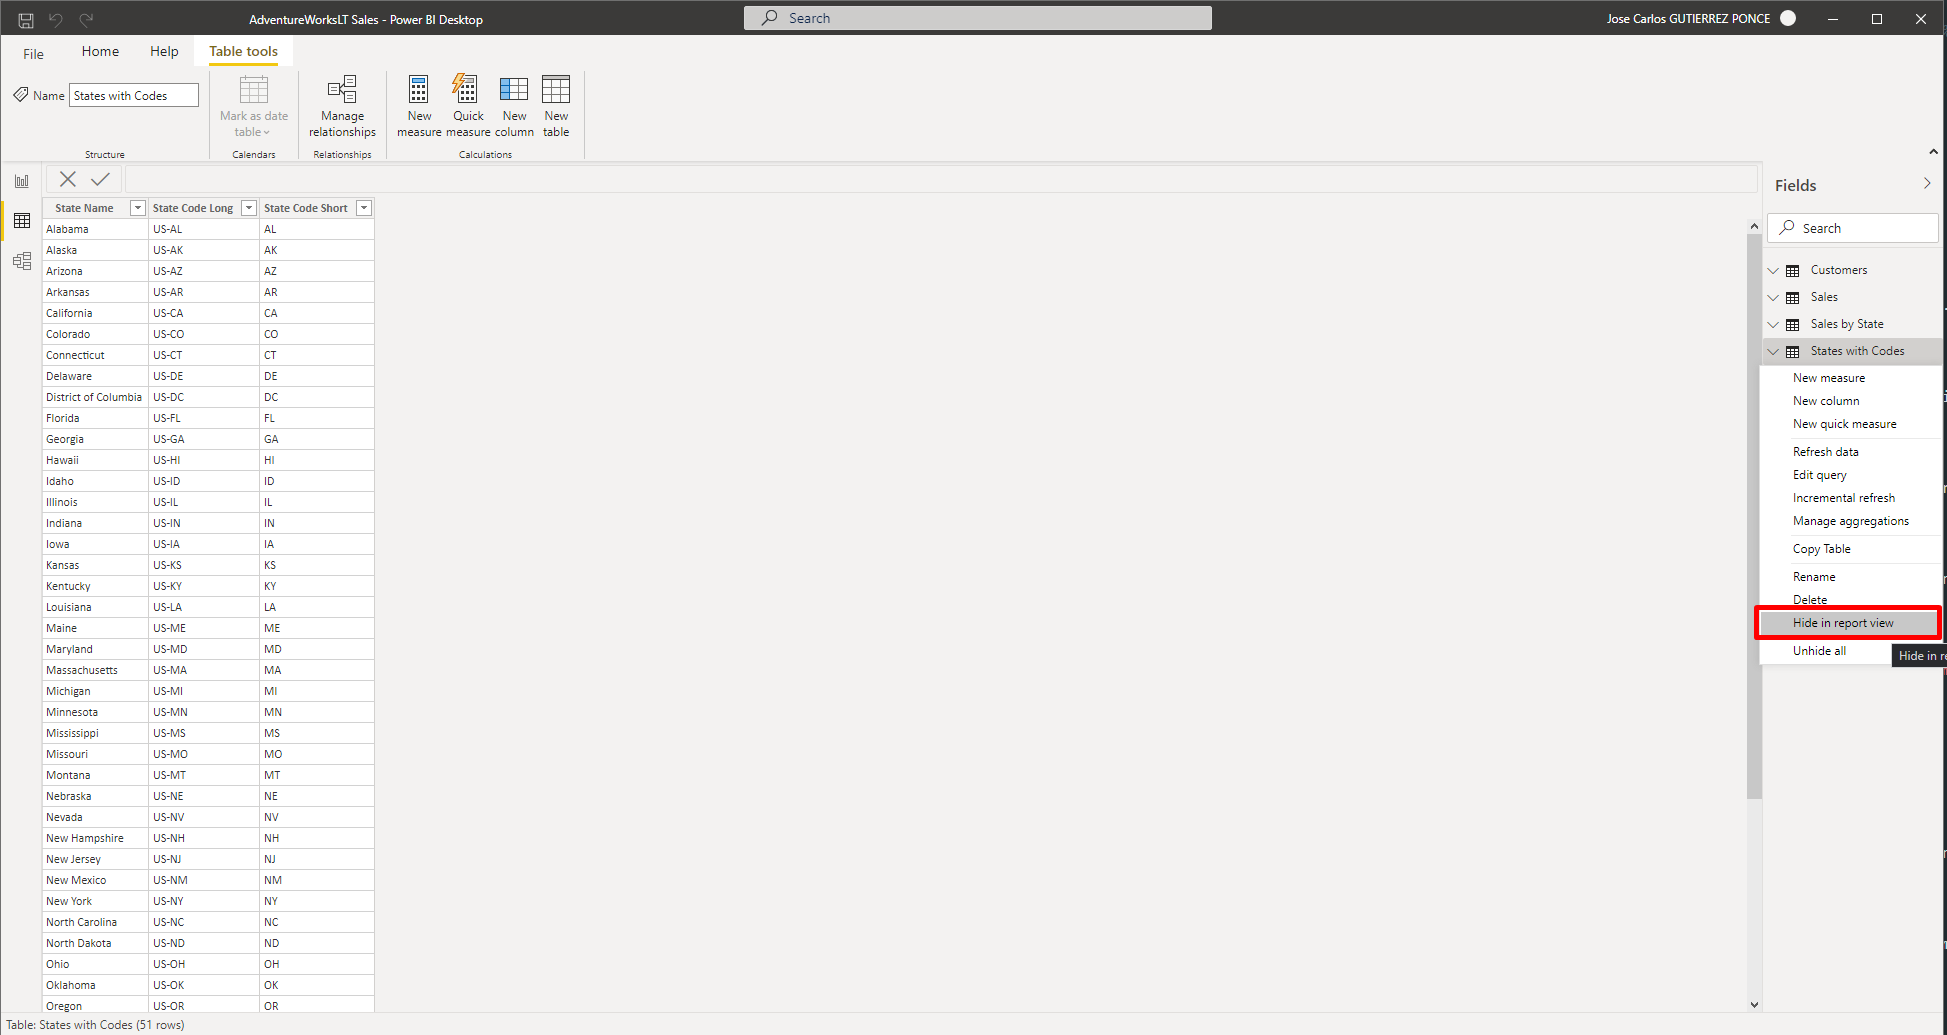 AdventureWorksLT Sales - Power BI Desktop
Search
Jose Carlos GUTIERREZ PONCE
File
Home
Help
Table tools
Name
States with Codes
Structure
Mark as date
table
Calendars
Manage
relationships
Relationships
New
measure
Quick
measure
New
column
New
table
Calculations
State Name State Code Long State Code Short
Alabama US-AL AL
Alaska US-AK AK
Arizona US-AZ AZ
Arkansas US-AR AR
California US-CA CA
Colorado US-CO CO
Connecticut US-CT CT
Delaware US-DE DE
District of Columbia US-DC DC
Florida US-FL FL
Georgia US-GA GA
Hawaii US-HI HI
Idaho US-ID ID
Illinois US-IL IL
Indiana US-IN IN
Iowa US-IA IA
Kansas US-KS KS
Kentucky US-KY KY
Louisiana US-LA LA
Maine US-ME ME
Maryland US-MD MD
Massachusetts US-MA MA
Michigan US-MI MI
Minnesota US-MN MN
Mississippi US-MS MS
Missouri US-MO MO
Montana US-MT MT
Nebraska US-NE NE
Nevada US-NV NV
New Hampshire US-NH NH
New Jersey US-NJ NJ
New Mexico US-NM NM
New York US-NY NY
North Carolina US-NC NC
North Dakota US-ND ND
Ohio US-OH OH
Oklahoma US-OK OK
Oregon US-OR OR
Table: States with Codes (51 rows)
Fields
Search
Customers
Sales
Sales by State
States with Codes
New measure
New column
New quick measure
Refresh data
Edit query
Incremental refresh
Manage aggregations
Copy Table
Rename
Delete
Hide in report view
Unhide all
Hide in re